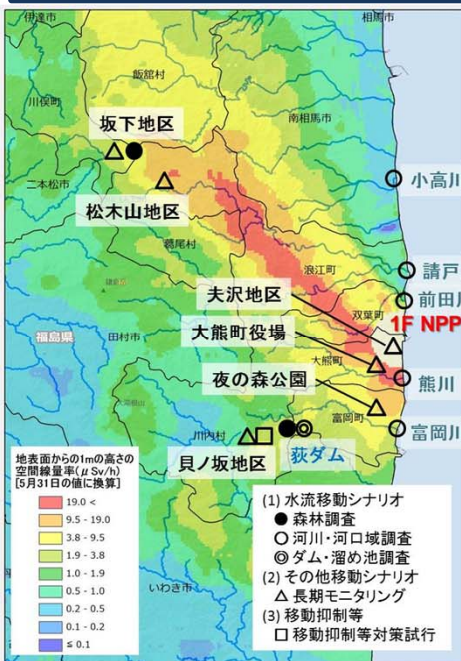 伊達市
相馬市
飯舘村
川俣町
坂下地区
南相馬市
二本松市
松木山地区
小高川
葛尾村
浪江町
請戸
夫沢地区
前田川
双葉町
1F NPP
大熊町役場
福島県
田村市
大熊町
夜の森公園
熊川
富岡町
川内村
富岡川
貝ノ坂地区
荻ダム
地表面からの1mの高さの
空間線量率(μSv/h)
[5月31日の値に換算]
19.0 <
9.5 - 19.0
3.8 - 9.5
1.9 - 3.8
1.0 - 1.9
0.5 - 1.0
0.2 - 0.5
0.1 - 0.2
≤ 0.1
いわき市
(1) 水流移動シナリオ
森林調査
河川・河口域調査
ダム・溜め池調査
(2) その他移動シナリオ
長期モニタリング
(3) 移動抑制等
移動抑制等対策試行